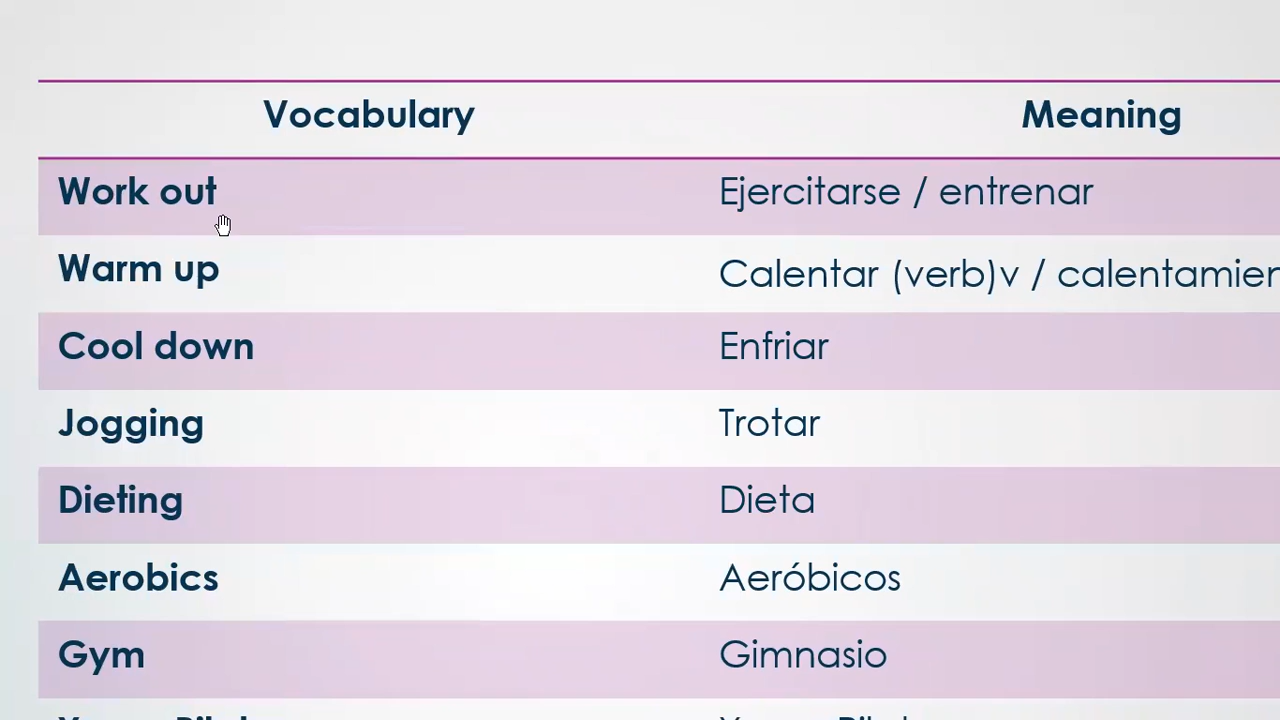 Vocabulary Meaning
Work out Ejercitarse / entrenar
Warm up Calentar (verb)v / calentamien
Cool down Enfriar
Jogging Trotar
Dieting Dieta
Aerobics Aeróbicos
Gym Gimnasio